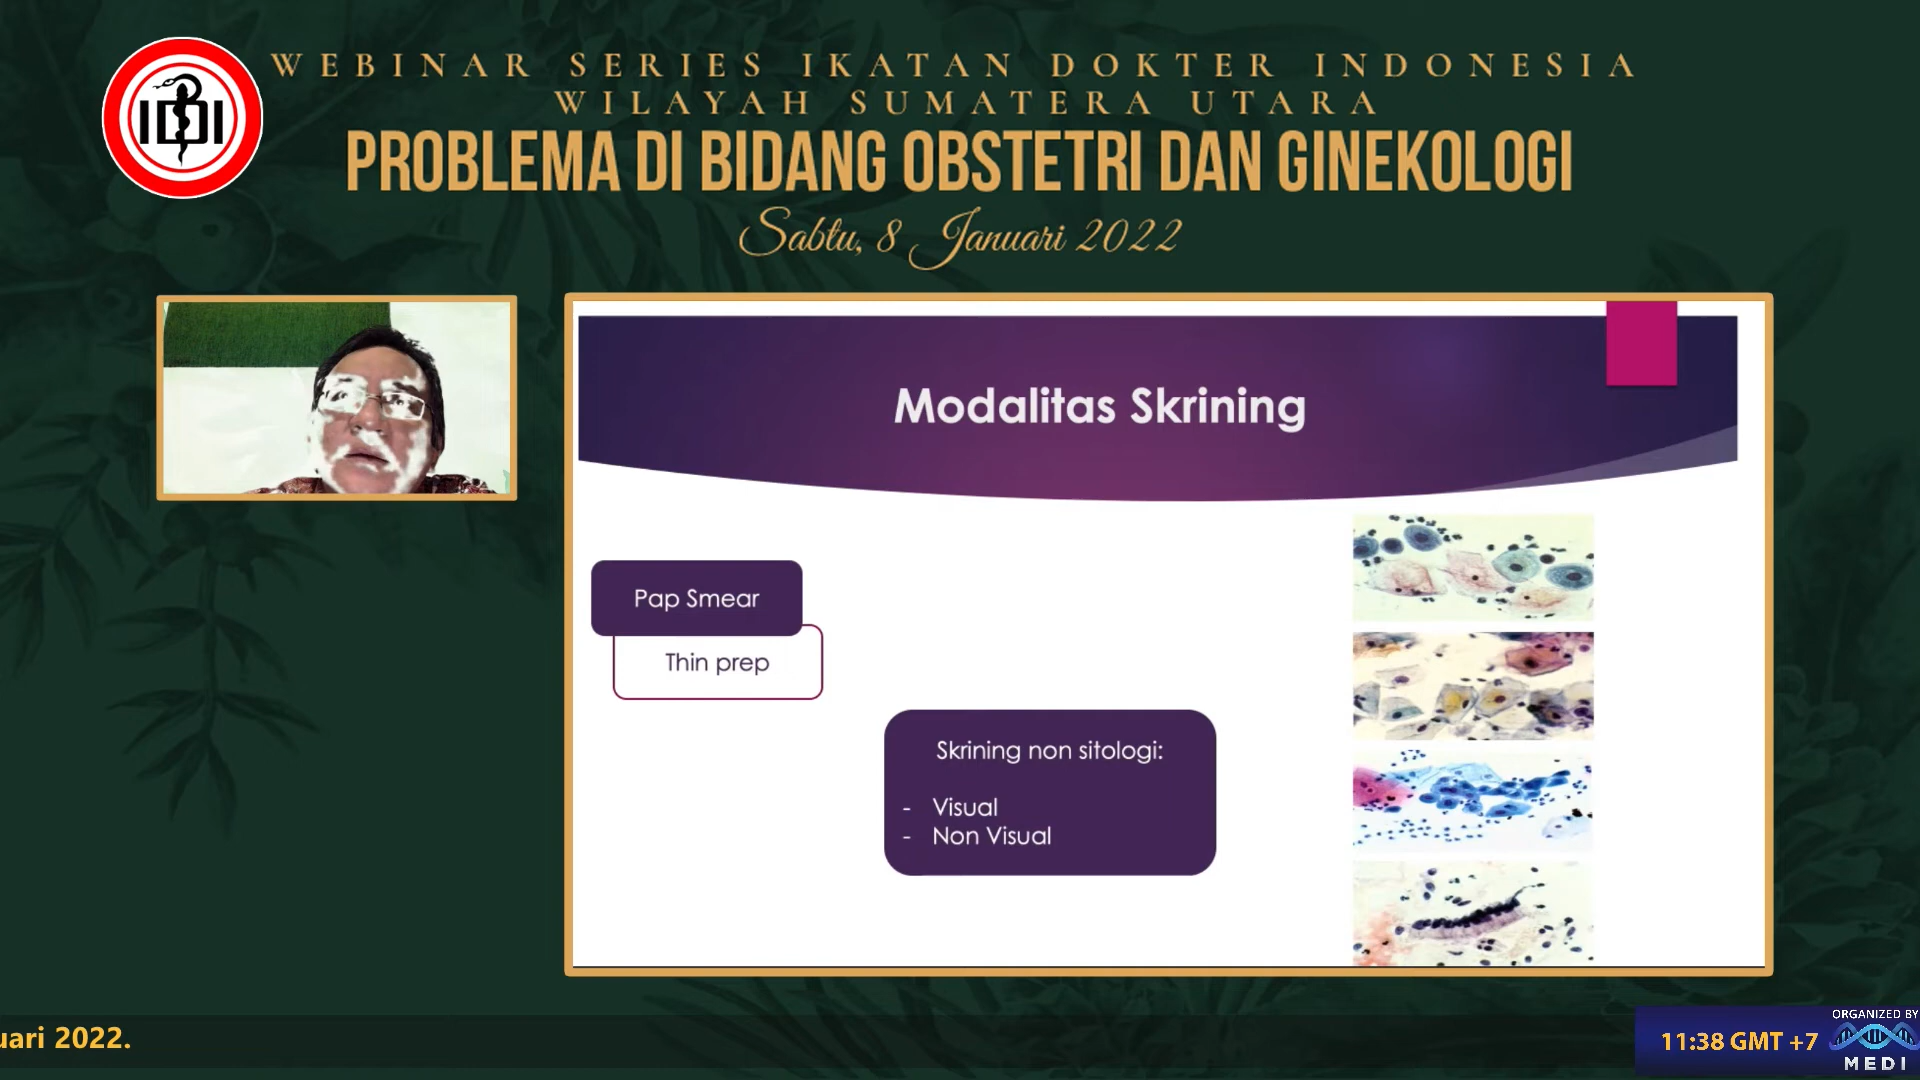 WEBINAR SERIES IKATAN DOKTER INDONESIA
WILAYAH SUMATERA UTARA
PROBLEMA DI BIDANG OBSTETRI DAN GINEKOLOGI
Sabtu, 8 Januari 2022
IDI
Modalitas Skrining
Pap Smear
Thin prep
Skrining non sitologi:
- Visual
- Non Visual
uari 2022.
11:38 GMT +7
ORGANIZED BY
MEDI